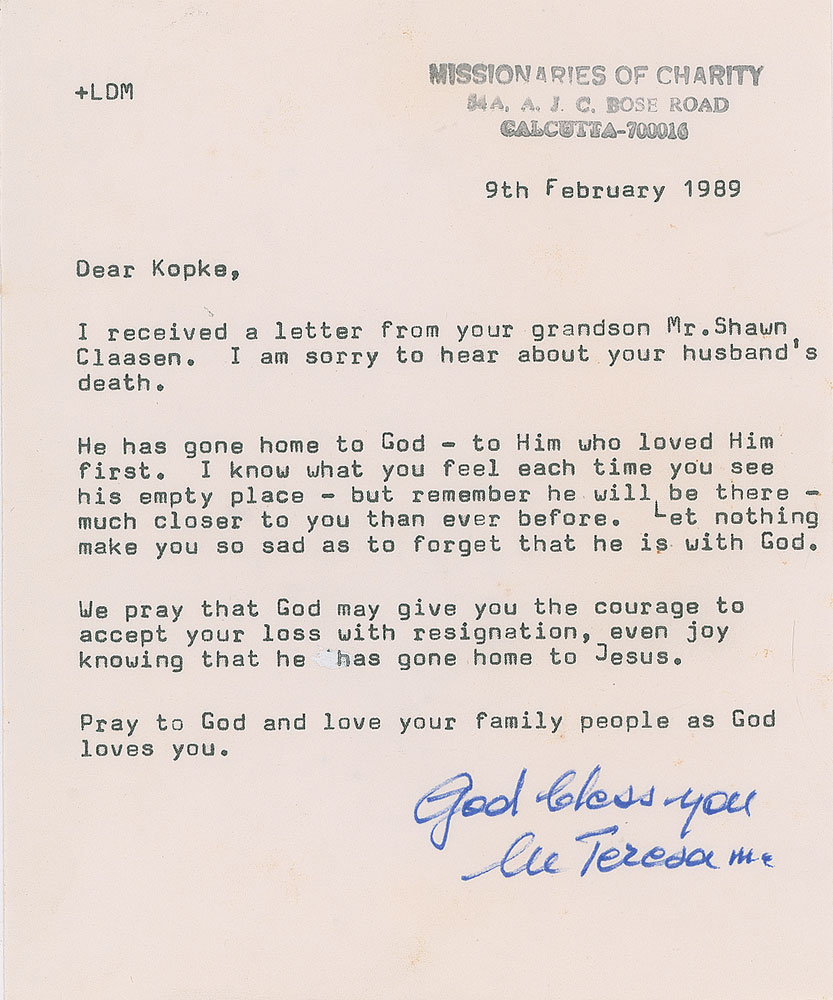 +LDM
MISSIONARIES OF CHARITY
54A, A. J. C. BOSE ROAD
CALCUTTA-700016
9th February 1989
Dear Kopke,
I received a letter from your grandson Mr.Shawn
Claasen. I am sorry to hear about your husband's
death.
He has gone home to God - to Him who loved Him
first. I know what you feel each time you see
his empty place - but remember he will be there -
much closer to you than ever before. Let nothing
make you so sad as to forget that he is with God.
We pray that God may give you the courage to
accept your loss with resignation, even joy
knowing that he has gone home to Jesus.
Pray to God and love your family people as God
loves you.
God bless you
M Teresa mc